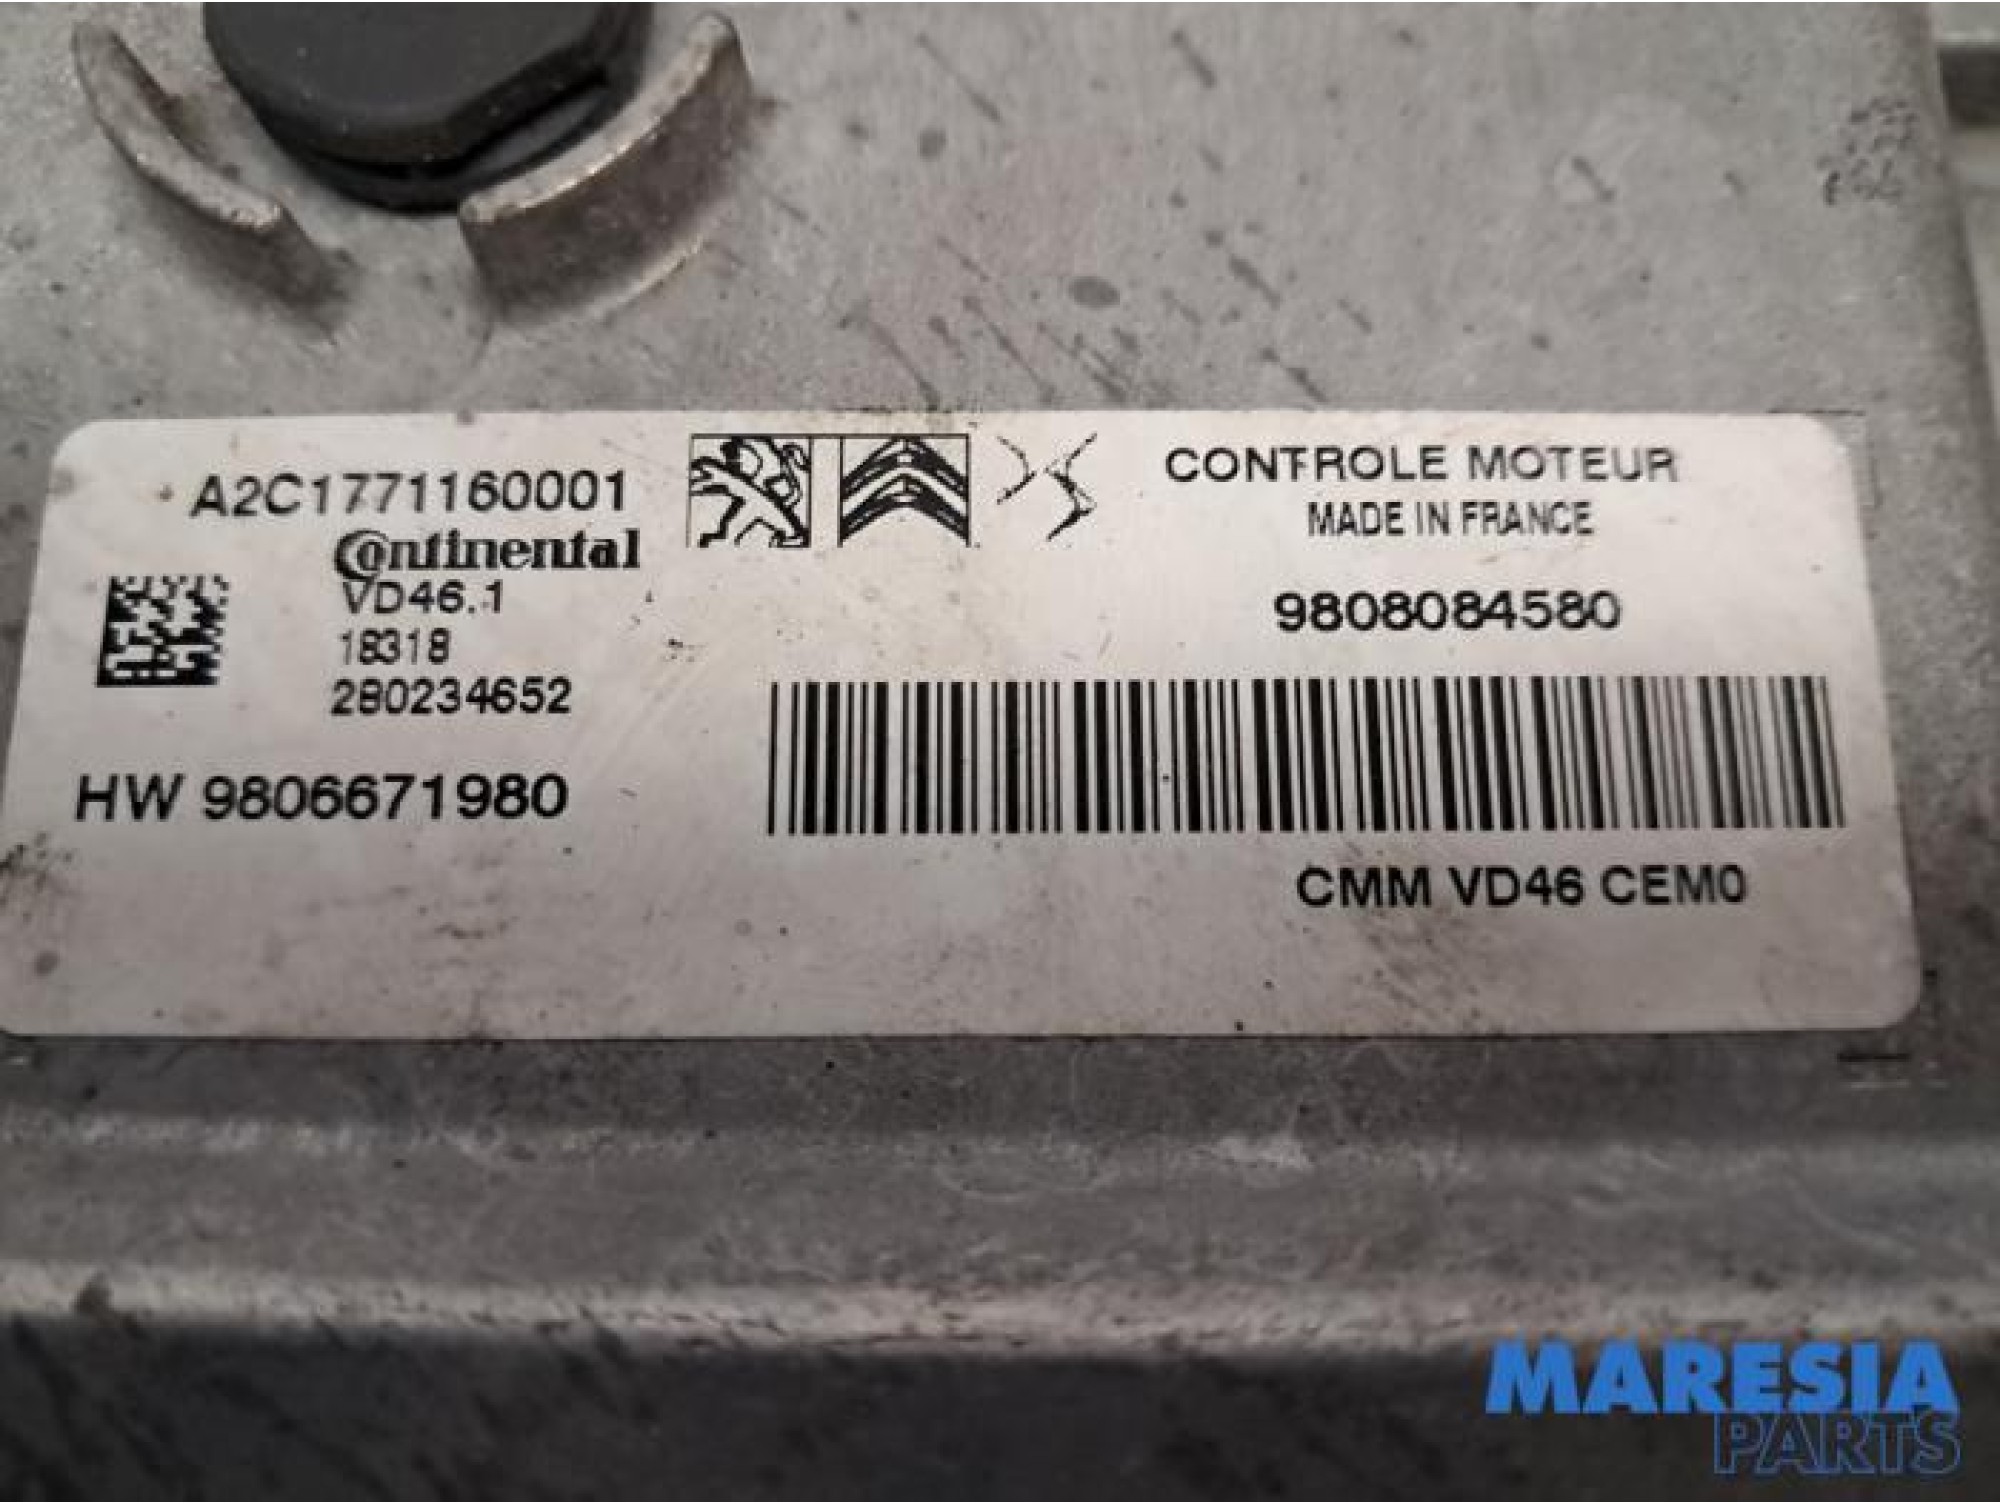 A2C1771160001
Continental
VD46.1
18318
280234652
HW 9806671980
CONTROLE MOTEUR
MADE IN FRANCE
9808084580
CMM VD46 CEM0
MARESIA
PARTS